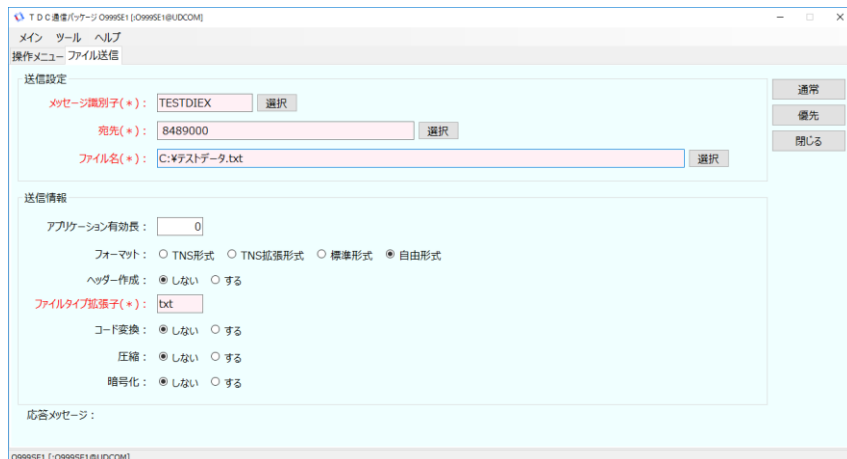 TDC通信パッケージ O999SE1 [:O999SE1@UDCOM]
メイン ツール ヘルプ
操作メニュー ファイル送信
送信設定
メッセージ識別子(*): TESTDIEX 選択
宛先(*): 8489000 選択
ファイル名(*): C:¥テストデータ.txt 選択
通常
優先
閉じる
送信情報
アプリケーション有効長: 0
フォーマット: TNS形式 TNS拡張形式 標準形式 自由形式
ヘッダー作成: しない する
ファイルタイプ拡張子(*): txt
コード変換: しない する
圧縮: しない する
暗号化: しない する
応答メッセージ:
O999SE1 [:O999SE1@UDCOM]